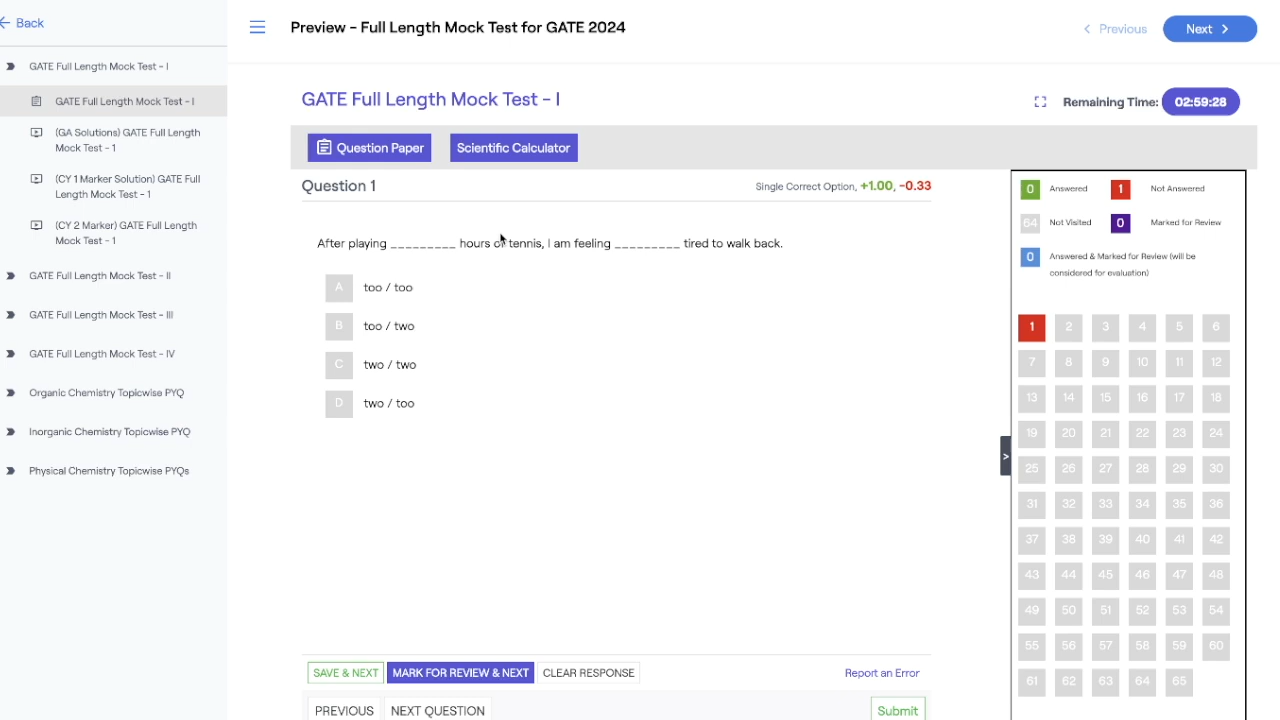 Back
GATE Full Length Mock Test - I
GATE Full Length Mock Test - I
(GA Solutions) GATE Full Length
Mock Test - 1
(CY 1 Marker Solution) GATE Full
Length Mock Test - 1
(CY 2 Marker) GATE Full Length
Mock Test - 1
GATE Full Length Mock Test - II
GATE Full Length Mock Test - III
GATE Full Length Mock Test - IV
Organic Chemistry Topicwise PYQ
Inorganic Chemistry Topicwise PYQ
Physical Chemistry Topicwise PYQs
Preview - Full Length Mock Test for GATE 2024
Previous
Next
GATE Full Length Mock Test - I
Remaining Time: 02:59:28
Question Paper
Scientific Calculator
Question 1
Single Correct Option, +1.00, -0.33
After playing _________ hours of tennis, I am feeling _________ tired to walk back.
A too / too
B too / two
C two / two
D two / too
SAVE & NEXT
MARK FOR REVIEW & NEXT
CLEAR RESPONSE
Report an Error
PREVIOUS
NEXT QUESTION
Submit
0 Answered 1 Not Answered
64 Not Visited 0 Marked for Review
0 Answered & Marked for Review (will be
considered for evaluation)
>
1 2 3 4 5 6
7 8 9 10 11 12
13 14 15 16 17 18
19 20 21 22 23 24
25 26 27 28 29 30
31 32 33 34 35 36
37 38 39 40 41 42
43 44 45 46 47 48
49 50 51 52 53 54
55 56 57 58 59 60
61 62 63 64 65